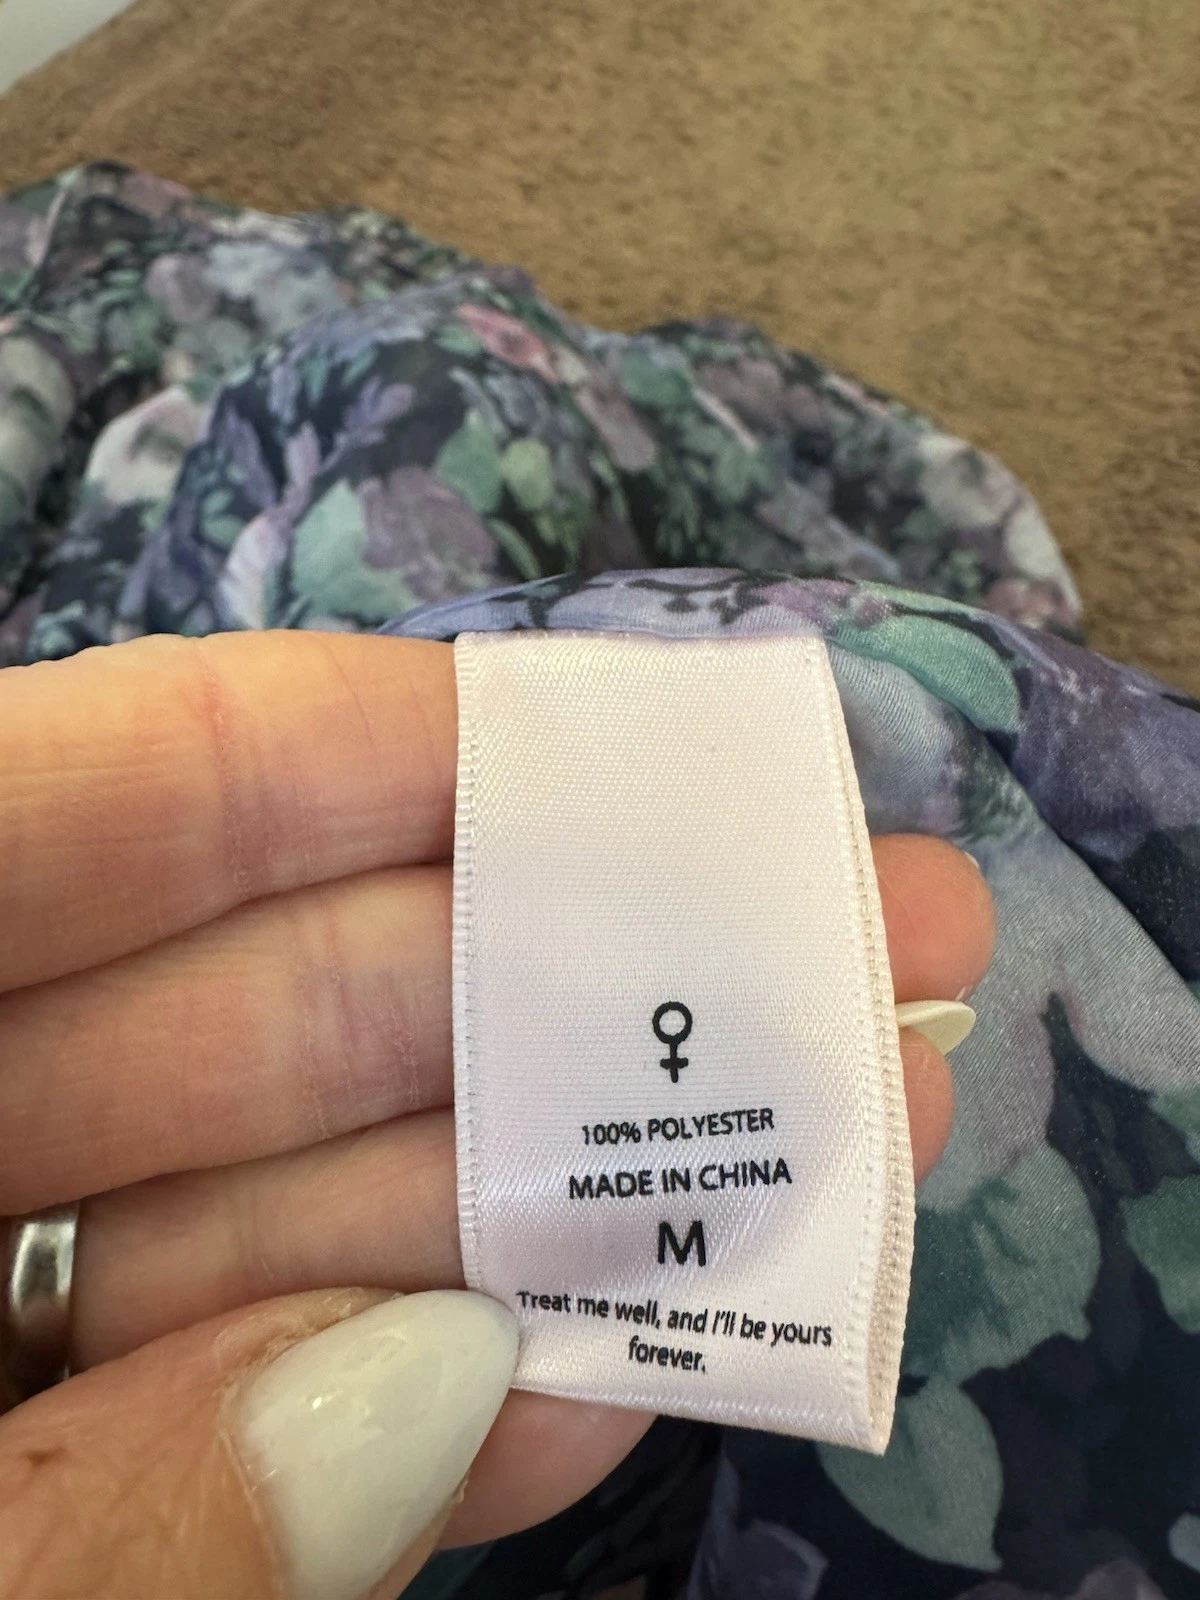 100% POLYESTER
MADE IN CHINA
M
Treat me well, and I'll be yours
forever.